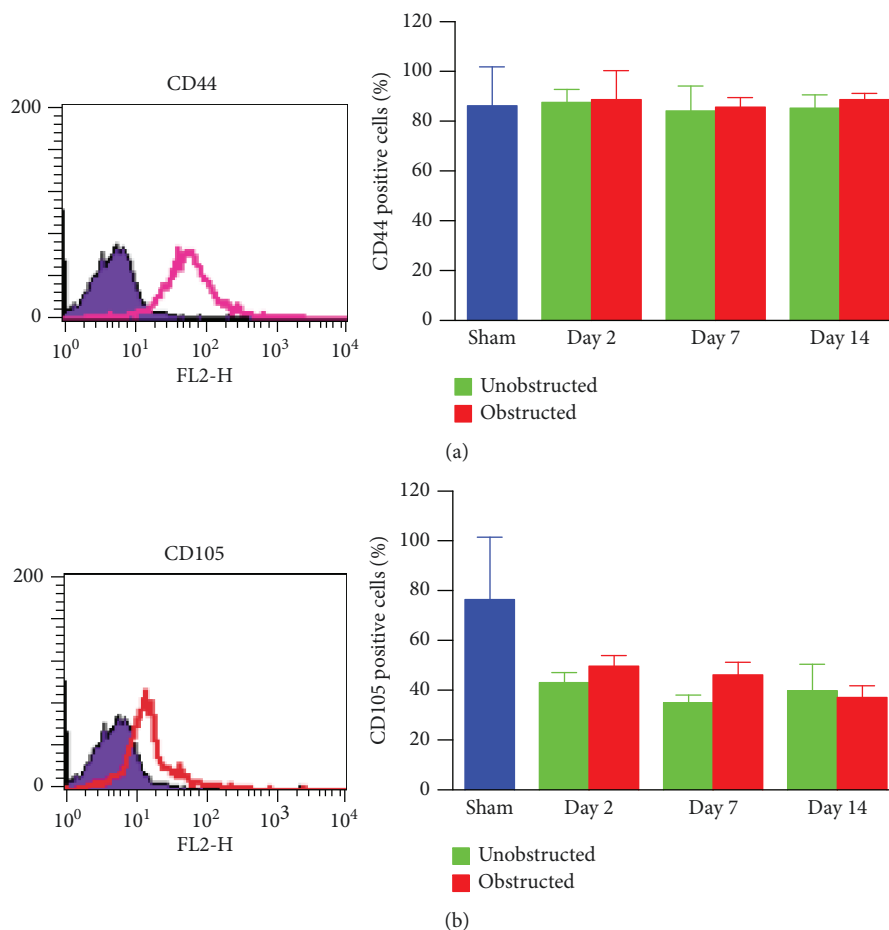 CD44
200
0
10⁰ 10¹ 10² 10³ 10⁴
FL2-H
CD44 positive cells (%)
120
100
80
60
40
20
0
Sham Day 2 Day 7 Day 14
Unobstructed
Obstructed
(a)
CD105
200
0
10⁰ 10¹ 10² 10³ 10⁴
FL2-H
CD105 positive cells (%)
120
100
80
60
40
20
0
Sham Day 2 Day 7 Day 14
Unobstructed
Obstructed
(b)